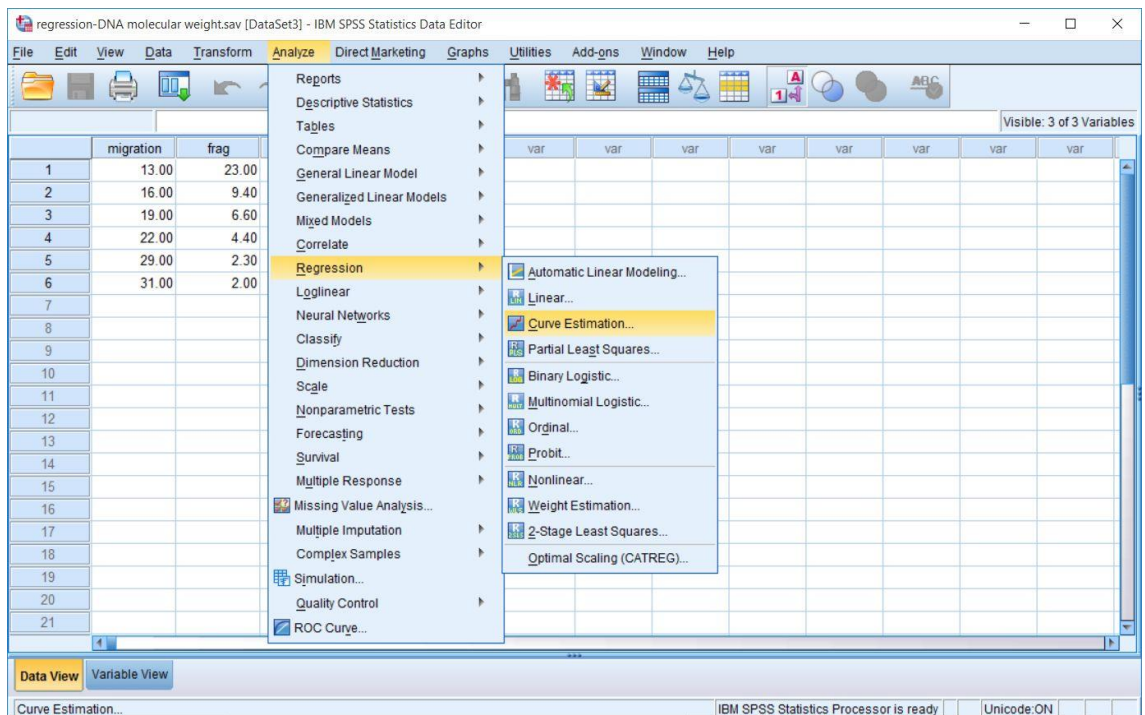 regression-DNA molecular weight.sav [DataSet3] - IBM SPSS Statistics Data Editor
File Edit View Data Transform Analyze Direct Marketing Graphs Utilities Add-ons Window Help
A
1
ABC
Visible: 3 of 3 Variables
migration frag var var var var var var var var
1 13.00 23.00
2 16.00 9.40
3 19.00 6.60
4 22.00 4.40
5 29.00 2.30
6 31.00 2.00
7
8
9
10
11
12
13
14
15
16
17
18
19
20
21
Reports
Descriptive Statistics
Tables
Compare Means
General Linear Model
Generalized Linear Models
Mixed Models
Correlate
Regression
Loglinear
Neural Networks
Classify
Dimension Reduction
Scale
Nonparametric Tests
Forecasting
Survival
Multiple Response
Missing Value Analysis...
Multiple Imputation
Complex Samples
Simulation...
Quality Control
ROC Curve...
Automatic Linear Modeling...
Linear...
Curve Estimation...
Partial Least Squares...
Binary Logistic...
Multinomial Logistic...
Ordinal...
Probit...
Nonlinear...
Weight Estimation...
2-Stage Least Squares...
Optimal Scaling (CATREG)...
Data View Variable View
Curve Estimation... IBM SPSS Statistics Processor is ready Unicode:ON